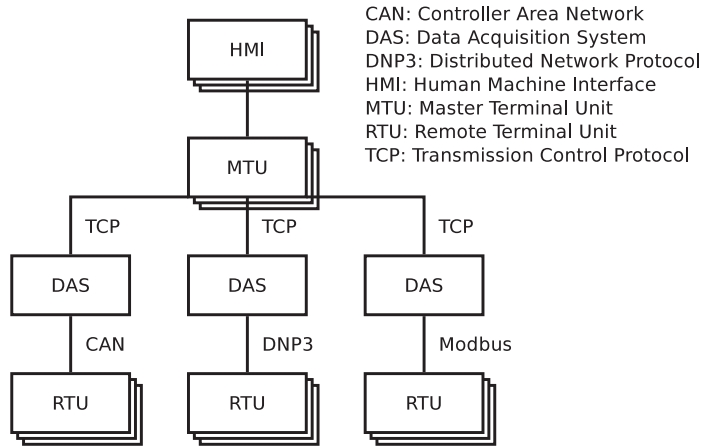 HMI
CAN: Controller Area Network
DAS: Data Acquisition System
DNP3: Distributed Network Protocol
HMI: Human Machine Interface
MTU: Master Terminal Unit
RTU: Remote Terminal Unit
TCP: Transmission Control Protocol
MTU
TCP
TCP
TCP
DAS
DAS
DAS
CAN
DNP3
Modbus
RTU
RTU
RTU